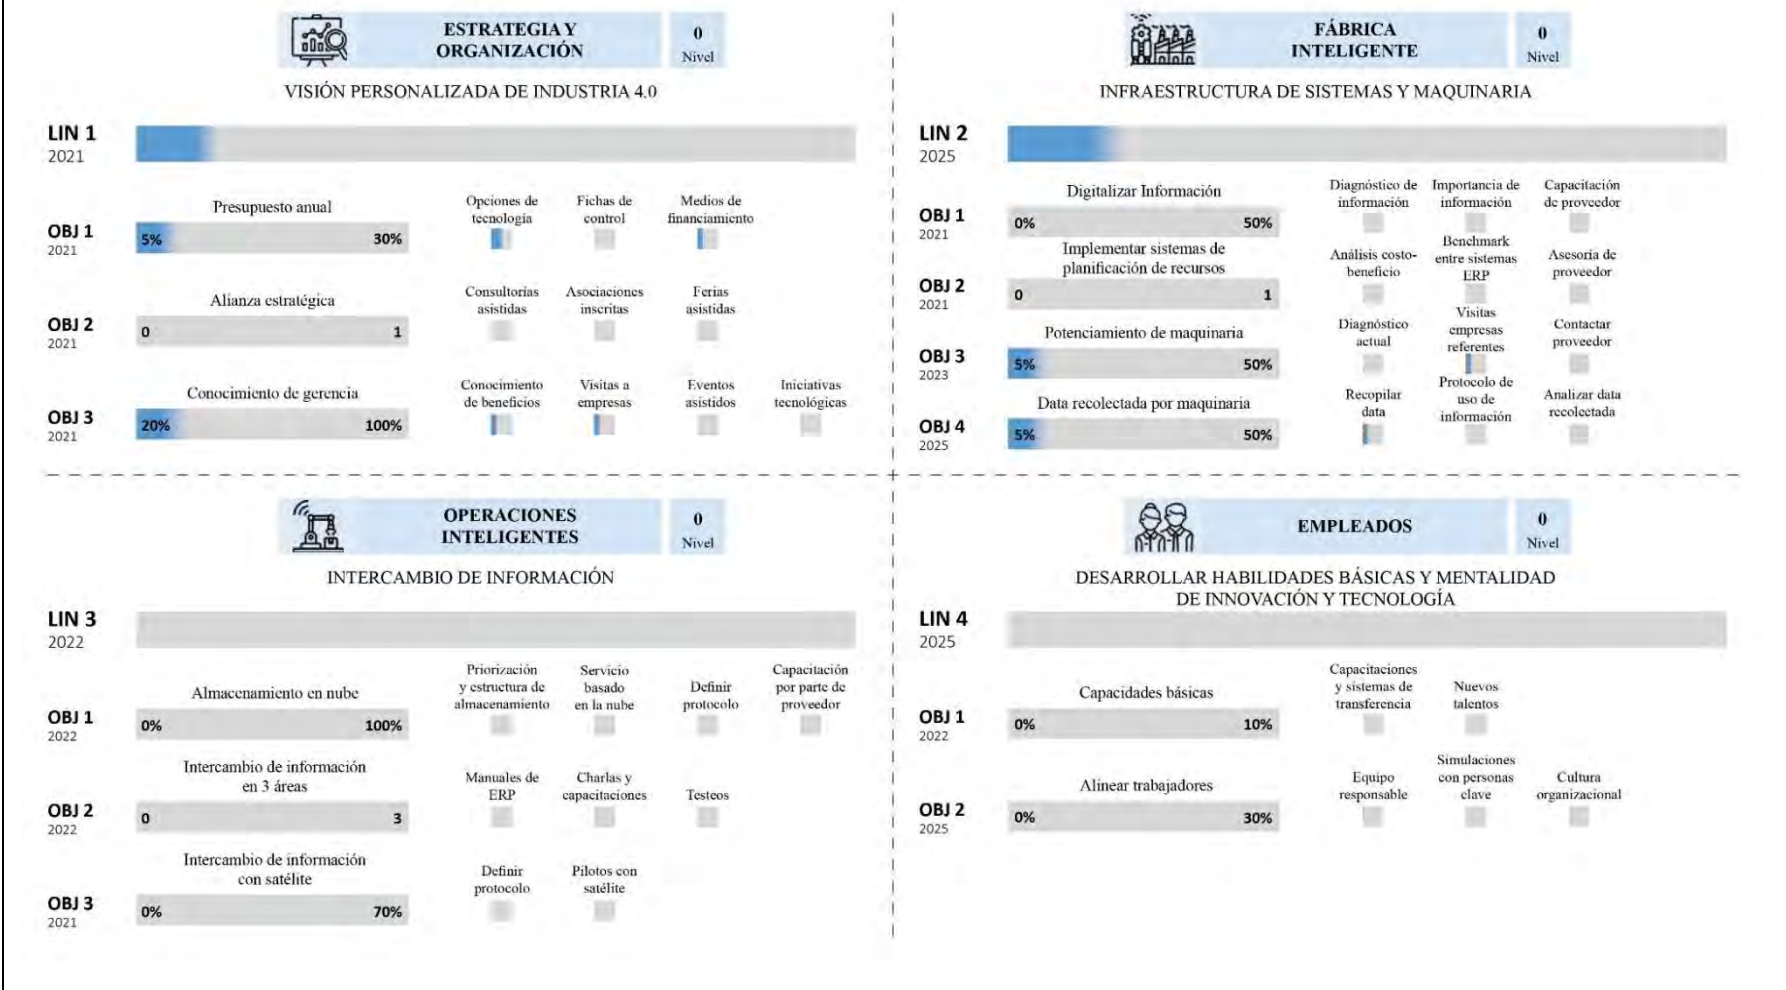 ESTRATEGIA Y
ORGANIZACIÓN
0
Nivel
VISIÓN PERSONALIZADA DE INDUSTRIA 4.0
LIN 1
2021
Presupuesto anual
OBJ 1
2021
5%
30%
Opciones de
tecnología
Fichas de
control
Medios de
financiamiento
Alianza estratégica
OBJ 2
2021
0
1
Consultorías
asistidas
Asociaciones
inscritas
Ferias
asistidas
Conocimiento de gerencia
OBJ 3
2021
20%
100%
Conocimiento
de beneficios
Visitas a
empresas
Eventos
asistidos
Iniciativas
tecnológicas
FÁBRICA
INTELIGENTE
0
Nivel
INFRAESTRUCTURA DE SISTEMAS Y MAQUINARIA
LIN 2
2025
Digitalizar Información
OBJ 1
2021
0%
50%
Diagnóstico de
información
Importancia de
información
Capacitación
de proveedor
Implementar sistemas de
planificación de recursos
OBJ 2
2021
0
1
Análisis costo-
beneficio
Benchmark
entre sistemas
ERP
Asesoría de
proveedor
Potenciamiento de maquinaria
OBJ 3
2023
5%
50%
Diagnóstico
actual
Visitas
empresas
referentes
Contactar
proveedor
Data recolectada por maquinaria
OBJ 4
2025
5%
50%
Recopilar
data
Protocolo de
uso de
información
Analizar data
recolectada
OPERACIONES
INTELIGENTES
0
Nivel
INTERCAMBIO DE INFORMACIÓN
LIN 3
2022
Almacenamiento en nube
OBJ 1
2022
0%
100%
Priorización
y estructura de
almacenamiento
Servicio
basado
en la nube
Definir
protocolo
Capacitación
por parte de
proveedor
Intercambio de información
en 3 áreas
OBJ 2
2022
0
3
Manuales de
ERP
Charlas y
capacitaciones
Testeos
Intercambio de información
con satélite
OBJ 3
2021
0%
70%
Definir
protocolo
Pilotos con
satélite
EMPLEADOS
0
Nivel
DESARROLLAR HABILIDADES BÁSICAS Y MENTALIDAD
DE INNOVACIÓN Y TECNOLOGÍA
LIN 4
2025
Capacidades básicas
OBJ 1
2022
0%
10%
Capacitaciones
y sistemas de
transferencia
Nuevos
talentos
Alinear trabajadores
OBJ 2
2025
0%
30%
Equipo
responsable
Simulaciones
con personas
clave
Cultura
organizacional